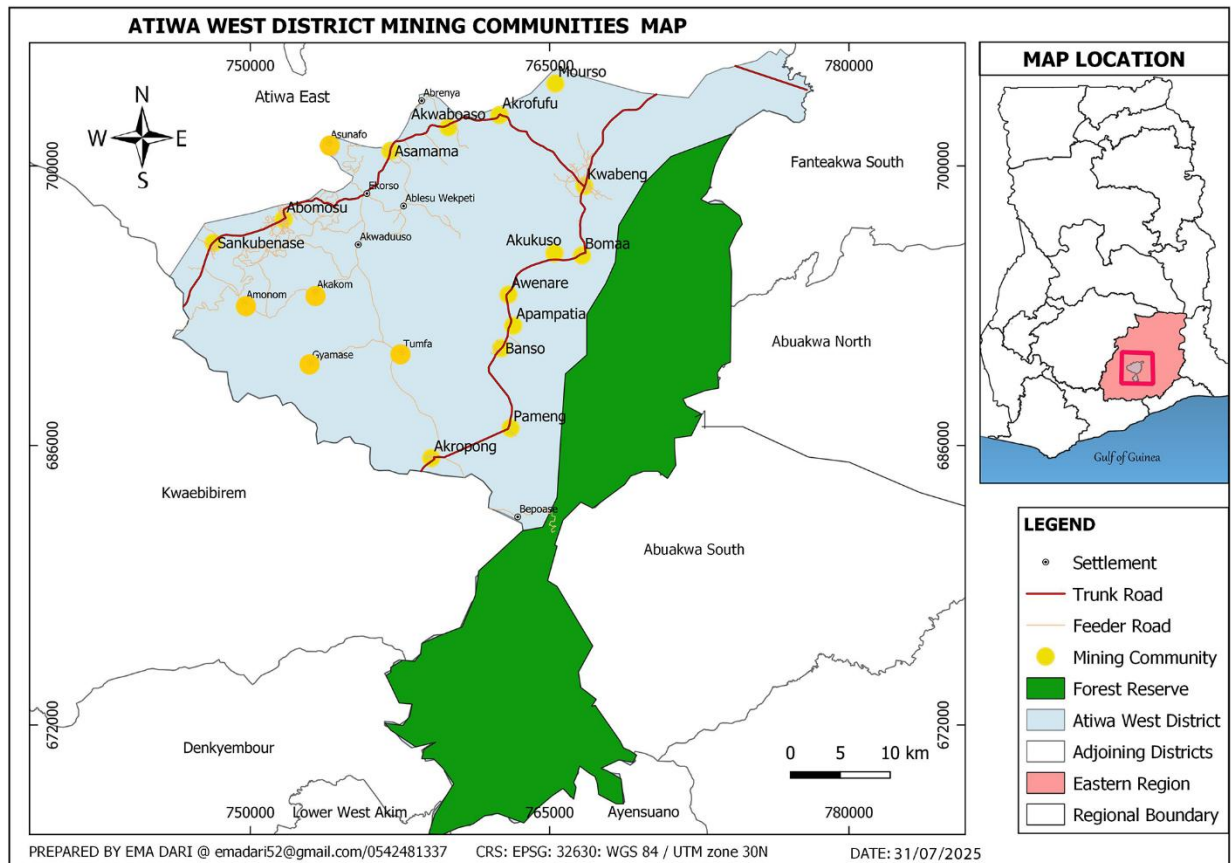 ATIWA WEST DISTRICT MINING COMMUNITIES MAP
750000
765000
780000
Mourso
Atiwa East
Abrenya
Akrofufu
Akwaboaso
N
W E
S
Asunafo
Asamama
Fanteakwa South
700000
700000
Kwabeng
Ekorso
Ablesu Wekpeti
Abomosu
Sankubenase
Akwaduuso
Akukuso
Bomaa
Awenare
Amonom
Akakom
Apampatia
Abuakwa North
Banso
Tumfa
Gyamase
Pameng
Akropong
686000
686000
Kwaebibirem
Bepoase
Abuakwa South
672000
672000
Denkyembour
0 5 10 km
750000
Lower West Akim
765000
Ayensuano
780000
PREPARED BY EMA DARI @ emadari52@gmail.com/0542481337 CRS: EPSG: 32630: WGS 84 / UTM zone 30N DATE: 31/07/2025
MAP LOCATION
Gulf of Guinea
LEGEND
Settlement
Trunk Road
Feeder Road
Mining Community
Forest Reserve
Atiwa West District
Adjoining Districts
Eastern Region
Regional Boundary